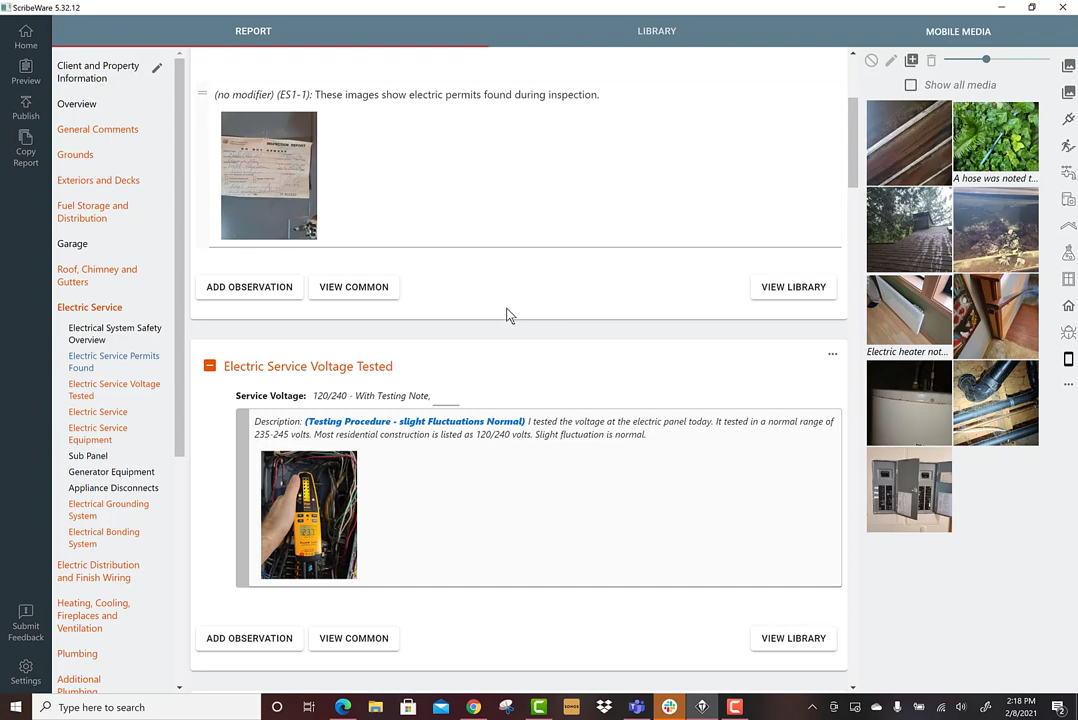 ScribeWare 5.32.12
Home
Preview
Publish
Copy
Report
Submit
Feedback
Settings
REPORT
LIBRARY
MOBILE MEDIA
Client and Property
Information
Overview
General Comments
Grounds
Exteriors and Decks
Fuel Storage and
Distribution
Garage
Roof, Chimney and
Gutters
Electric Service
Electrical System Safety
Overview
Electric Service Permits
Found
Electric Service Voltage
Tested
Electric Service
Electric Service
Equipment
Sub Panel
Generator Equipment
Appliance Disconnects
Electrical Grounding
System
Electrical Bonding
System
Electric Distribution
and Finish Wiring
Heating, Cooling,
Fireplaces and
Ventilation
Plumbing
Additional
Plumbing
(no modifier) (ES1-1): These images show electric permits found during inspection.
INSPECTION REPORT
ADD OBSERVATION
VIEW COMMON
VIEW LIBRARY
Electric Service Voltage Tested
Service Voltage: 120/240 - With Testing Note,
Description: (Testing Procedure - slight Fluctuations Normal) I tested the voltage at the electric panel today. It tested in a normal range of
235-245 volts. Most residential construction is listed as 120/240 volts. Slight fluctuation is normal.
ADD OBSERVATION
VIEW COMMON
VIEW LIBRARY
Show all media
A hose was noted t...
Electric heater not...
Type here to search
SONOS
2:18 PM
2/8/2021
2